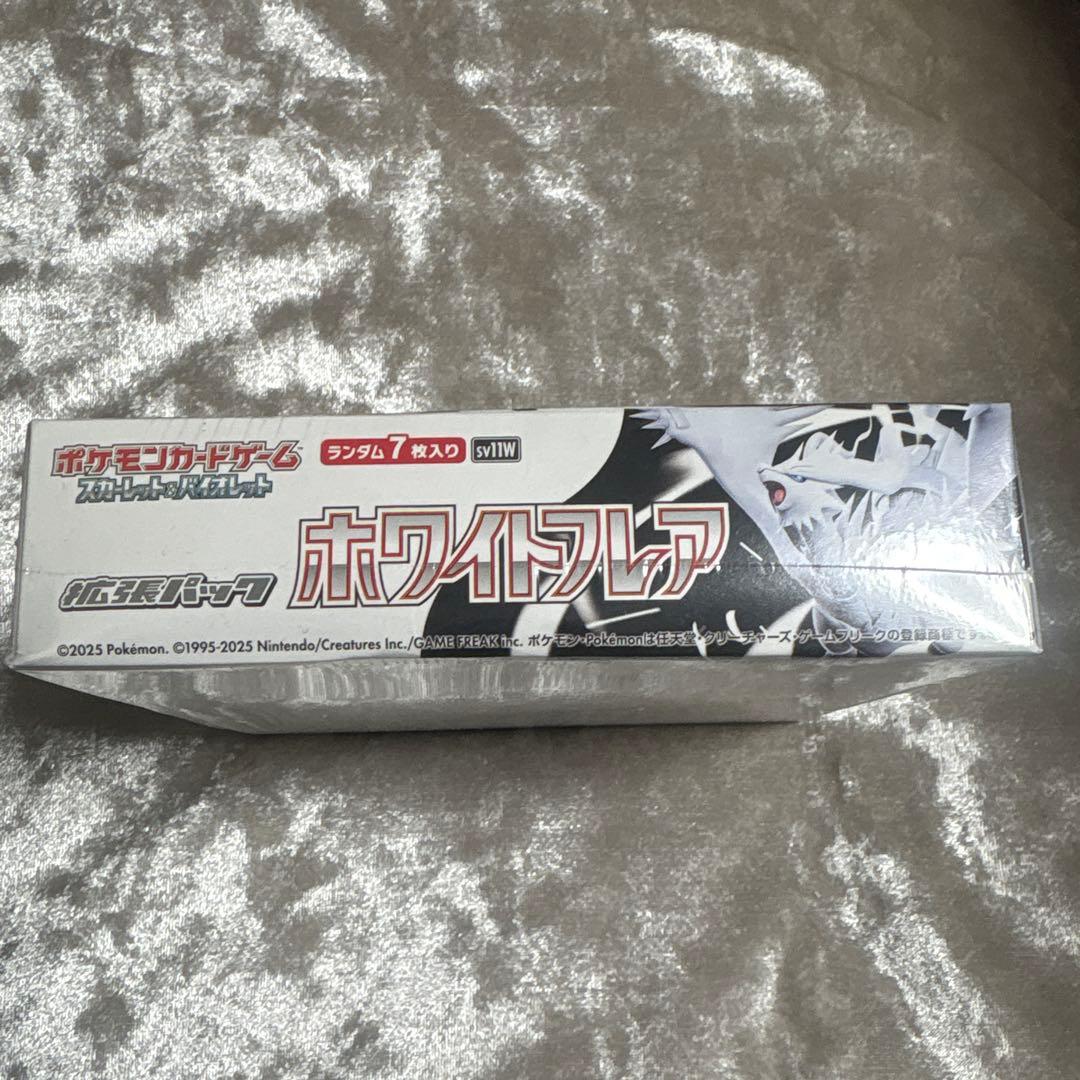 ポケモンカードゲーム™
スカーレット&バイオレット
ランダム7枚入り
sv11W
拡張パック
ホワイトフレア
©2025 Pokémon. ©1995-2025 Nintendo/Creatures Inc./GAME FREAK inc. ポケモン・Pokémonは任天堂・クリーチャーズ・ゲームフリークの登録商標です。